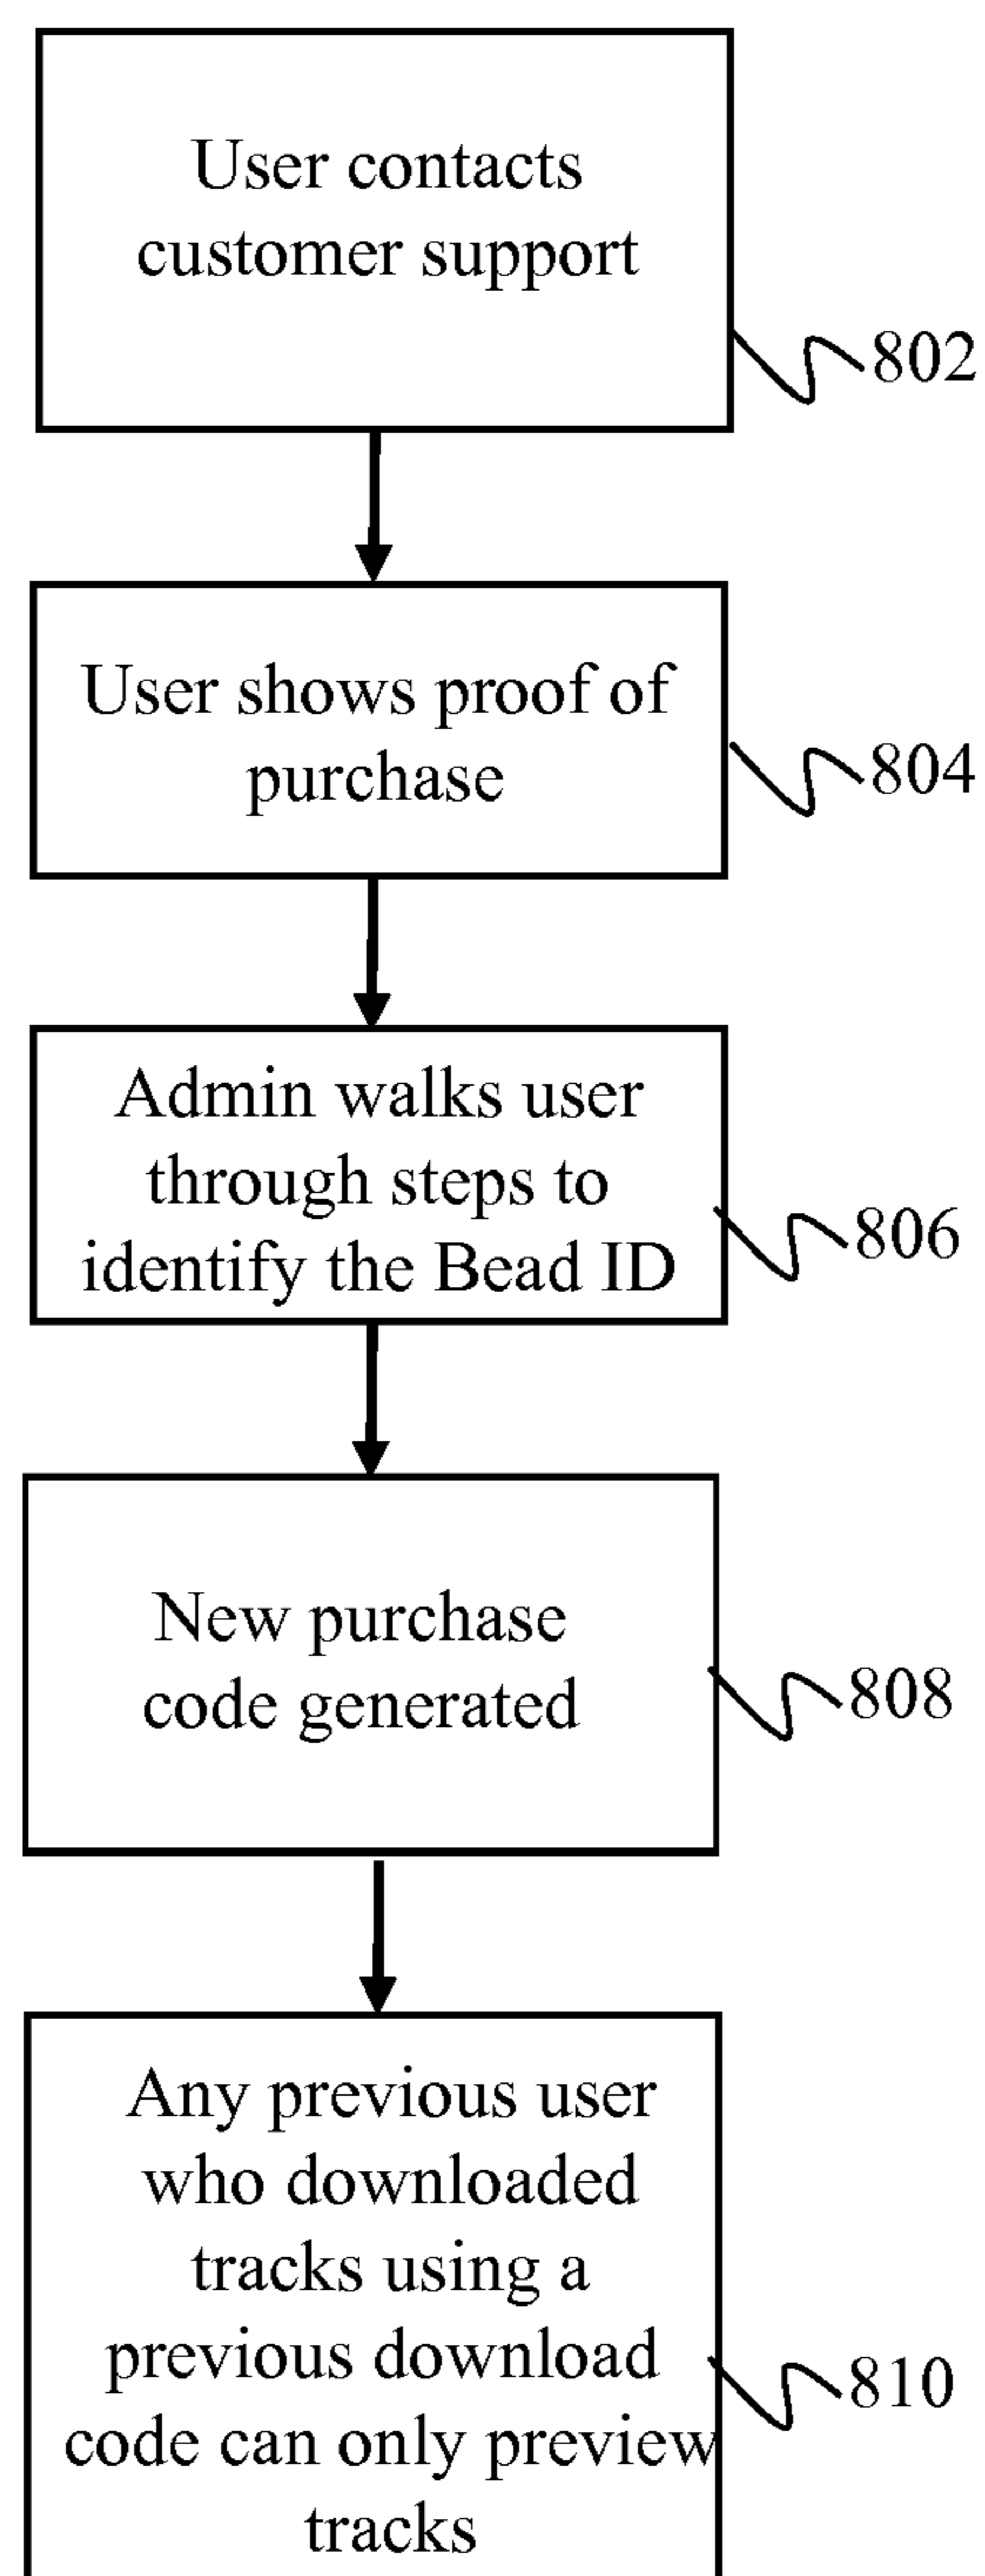 User contacts
customer support
802
User shows proof of
purchase
804
Admin walks user
through steps to
identify the Bead ID
806
New purchase
code generated
808
Any previous user
who downloaded
tracks using a
previous download
code can only preview
tracks
810